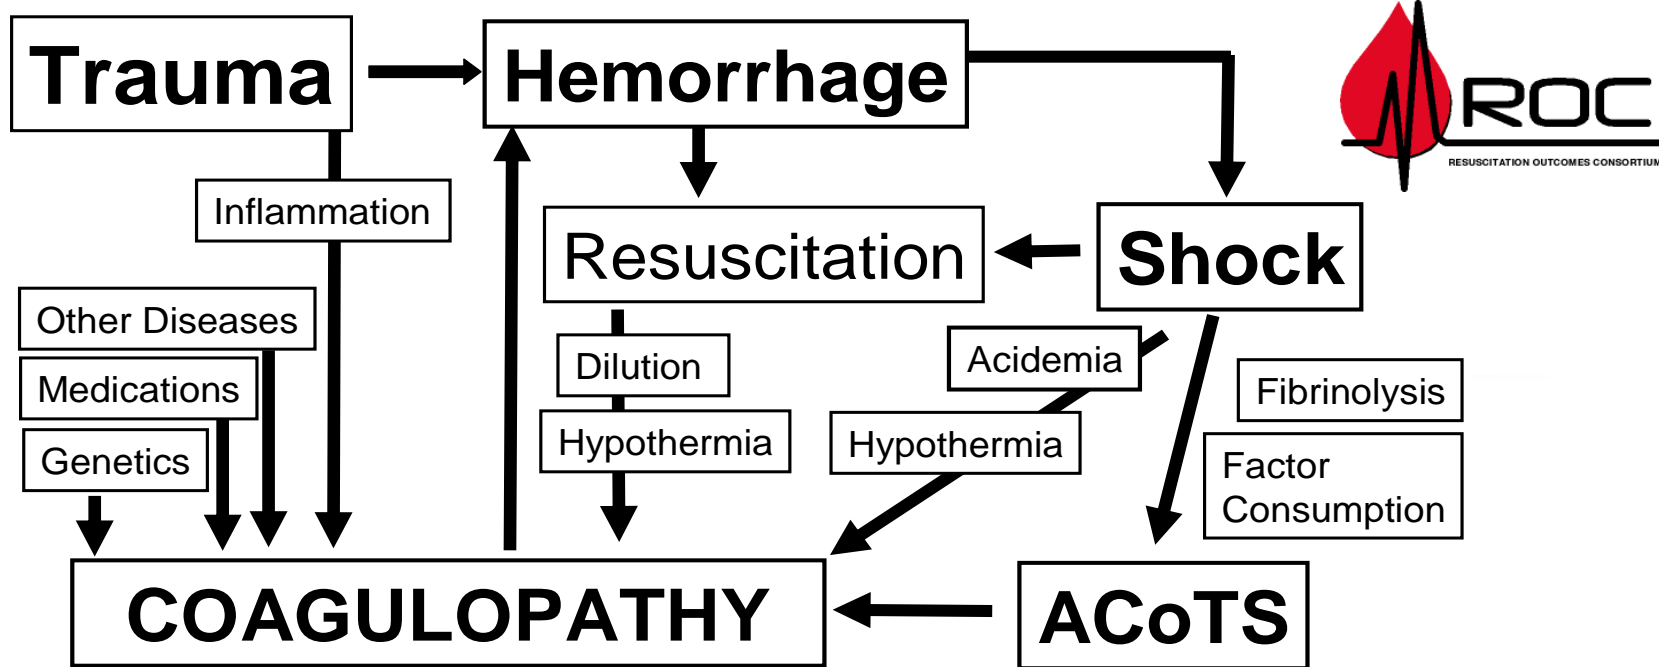 Trauma
Hemorrhage
ROC
RESUSCITATION OUTCOMES CONSORTIUM
Inflammation
Resuscitation
Shock
Other Diseases
Dilution
Acidemia
Medications
Fibrinolysis
Genetics
Hypothermia
Hypothermia
Factor
Consumption
COAGULOPATHY
ACoTS